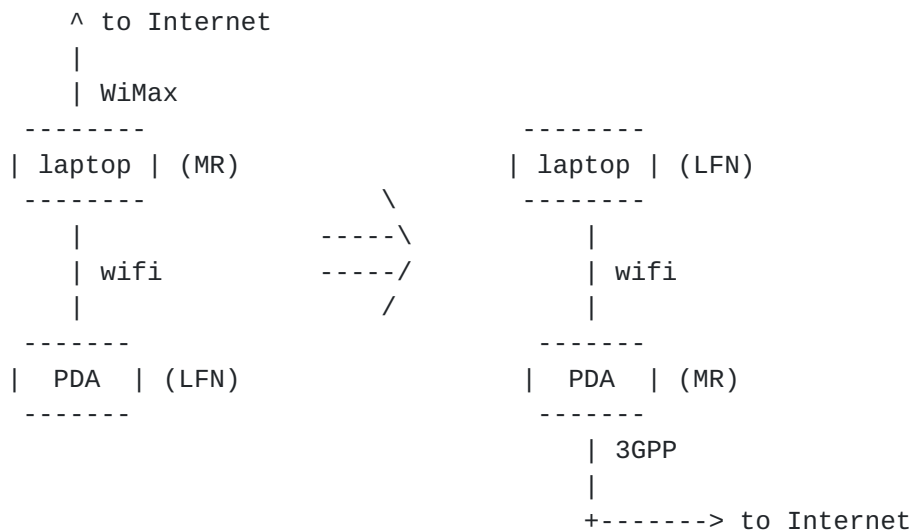 ^ to Internet
|
| WiMax
--------                         --------
| laptop | (MR)                  | laptop | (LFN)
--------                \        --------
|                -----\            |
| wifi           -----/            | wifi
|                     /            |
-------                           -------
|  PDA  | (LFN)                   |  PDA  | (MR)
-------                           -------
| 3GPP
|
+-------> to Internet